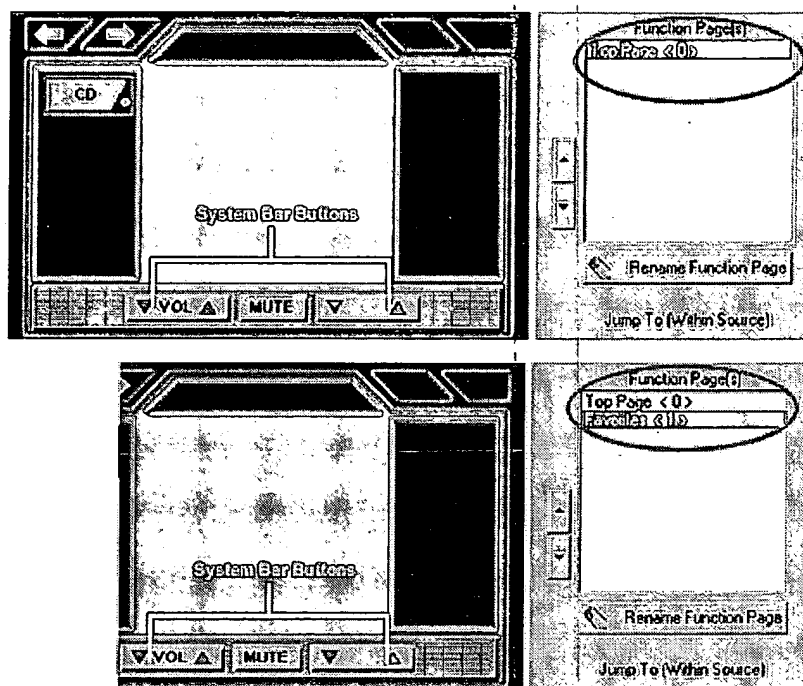 Function Page(s)
Top Page < 0 >
CD
System Bar Buttons
VOL MUTE
Rename Function Page
Jump To (Within Source)
Function Page(s)
Top Page < 0 >
Favorites < 1 >
System Bar Buttons
VOL MUTE
Rename Function Page
Jump To (Within Source)